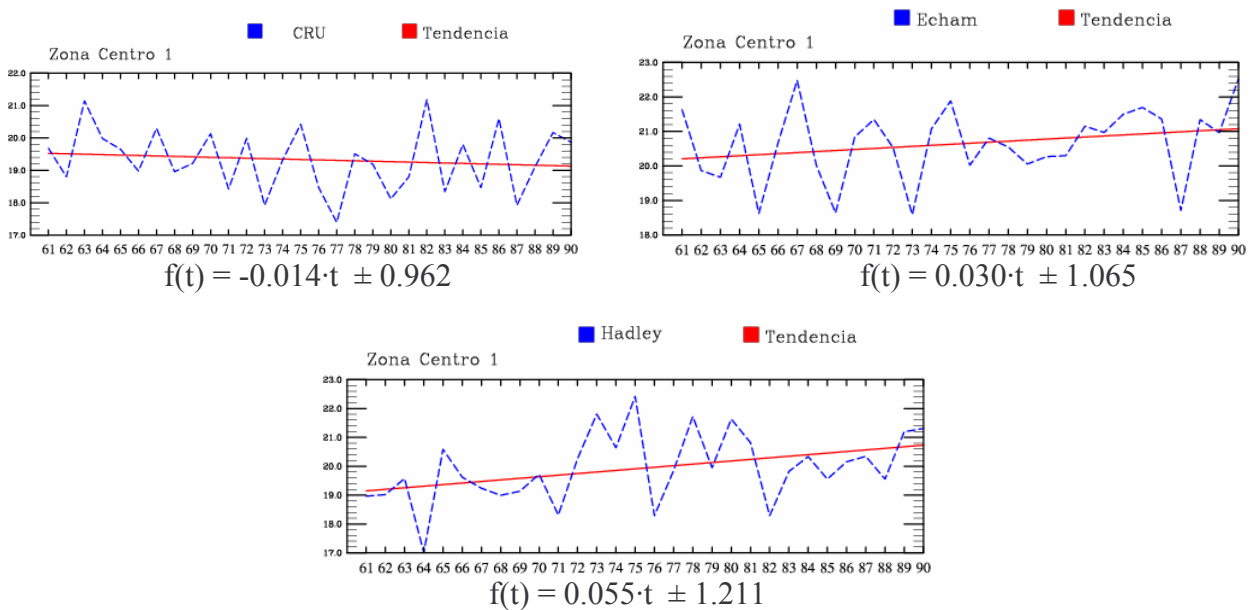 CRU Tendencia
Zona Centro 1
22.0
21.0
20.0
19.0
18.0
17.0
61 62 63 64 65 66 67 68 69 70 71 72 73 74 75 76 77 78 79 80 81 82 83 84 85 86 87 88 89 90
f(t) = -0.014·t ± 0.962
Echam Tendencia
Zona Centro 1
23.0
22.0
21.0
20.0
19.0
18.0
61 62 63 64 65 66 67 68 69 70 71 72 73 74 75 76 77 78 79 80 81 82 83 84 85 86 87 88 89 90
f(t) = 0.030·t ± 1.065
Hadley Tendencia
Zona Centro 1
23.0
22.0
21.0
20.0
19.0
18.0
17.0
61 62 63 64 65 66 67 68 69 70 71 72 73 74 75 76 77 78 79 80 81 82 83 84 85 86 87 88 89 90
f(t) = 0.055·t ± 1.211